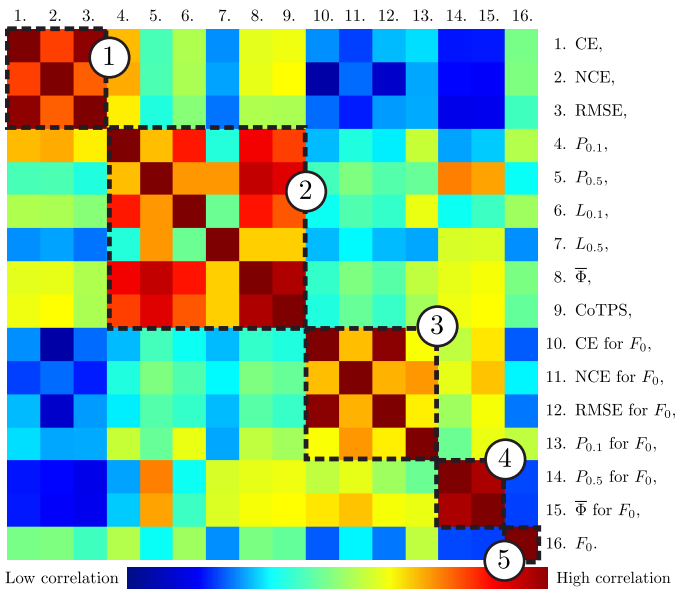 1. 2. 3. 4. 5. 6. 7. 8. 9. 10. 11. 12. 13. 14. 15. 16.
1. CE,
2. NCE,
3. RMSE,
4. P₀.₁,
5. P₀.₅,
6. L₀.₁,
7. L₀.₅,
8. Φ̅,
9. CoTPS,
10. CE for F₀,
11. NCE for F₀,
12. RMSE for F₀,
13. P₀.₁ for F₀,
14. P₀.₅ for F₀,
15. Φ̅ for F₀,
16. F₀.
1
2
3
4
5
Low correlation High correlation